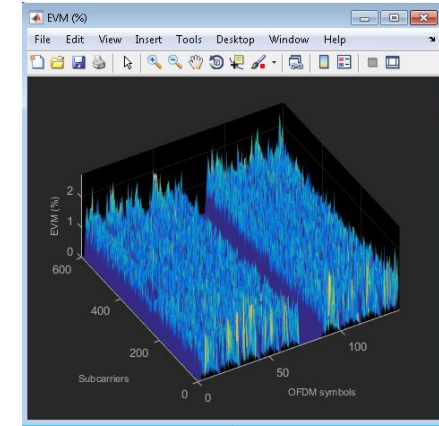 EVM (%)
File Edit View Insert Tools Desktop Window Help
EVM (%)
2
1
0
600
400
200
0
Subcarriers
0
50
100
OFDM symbols